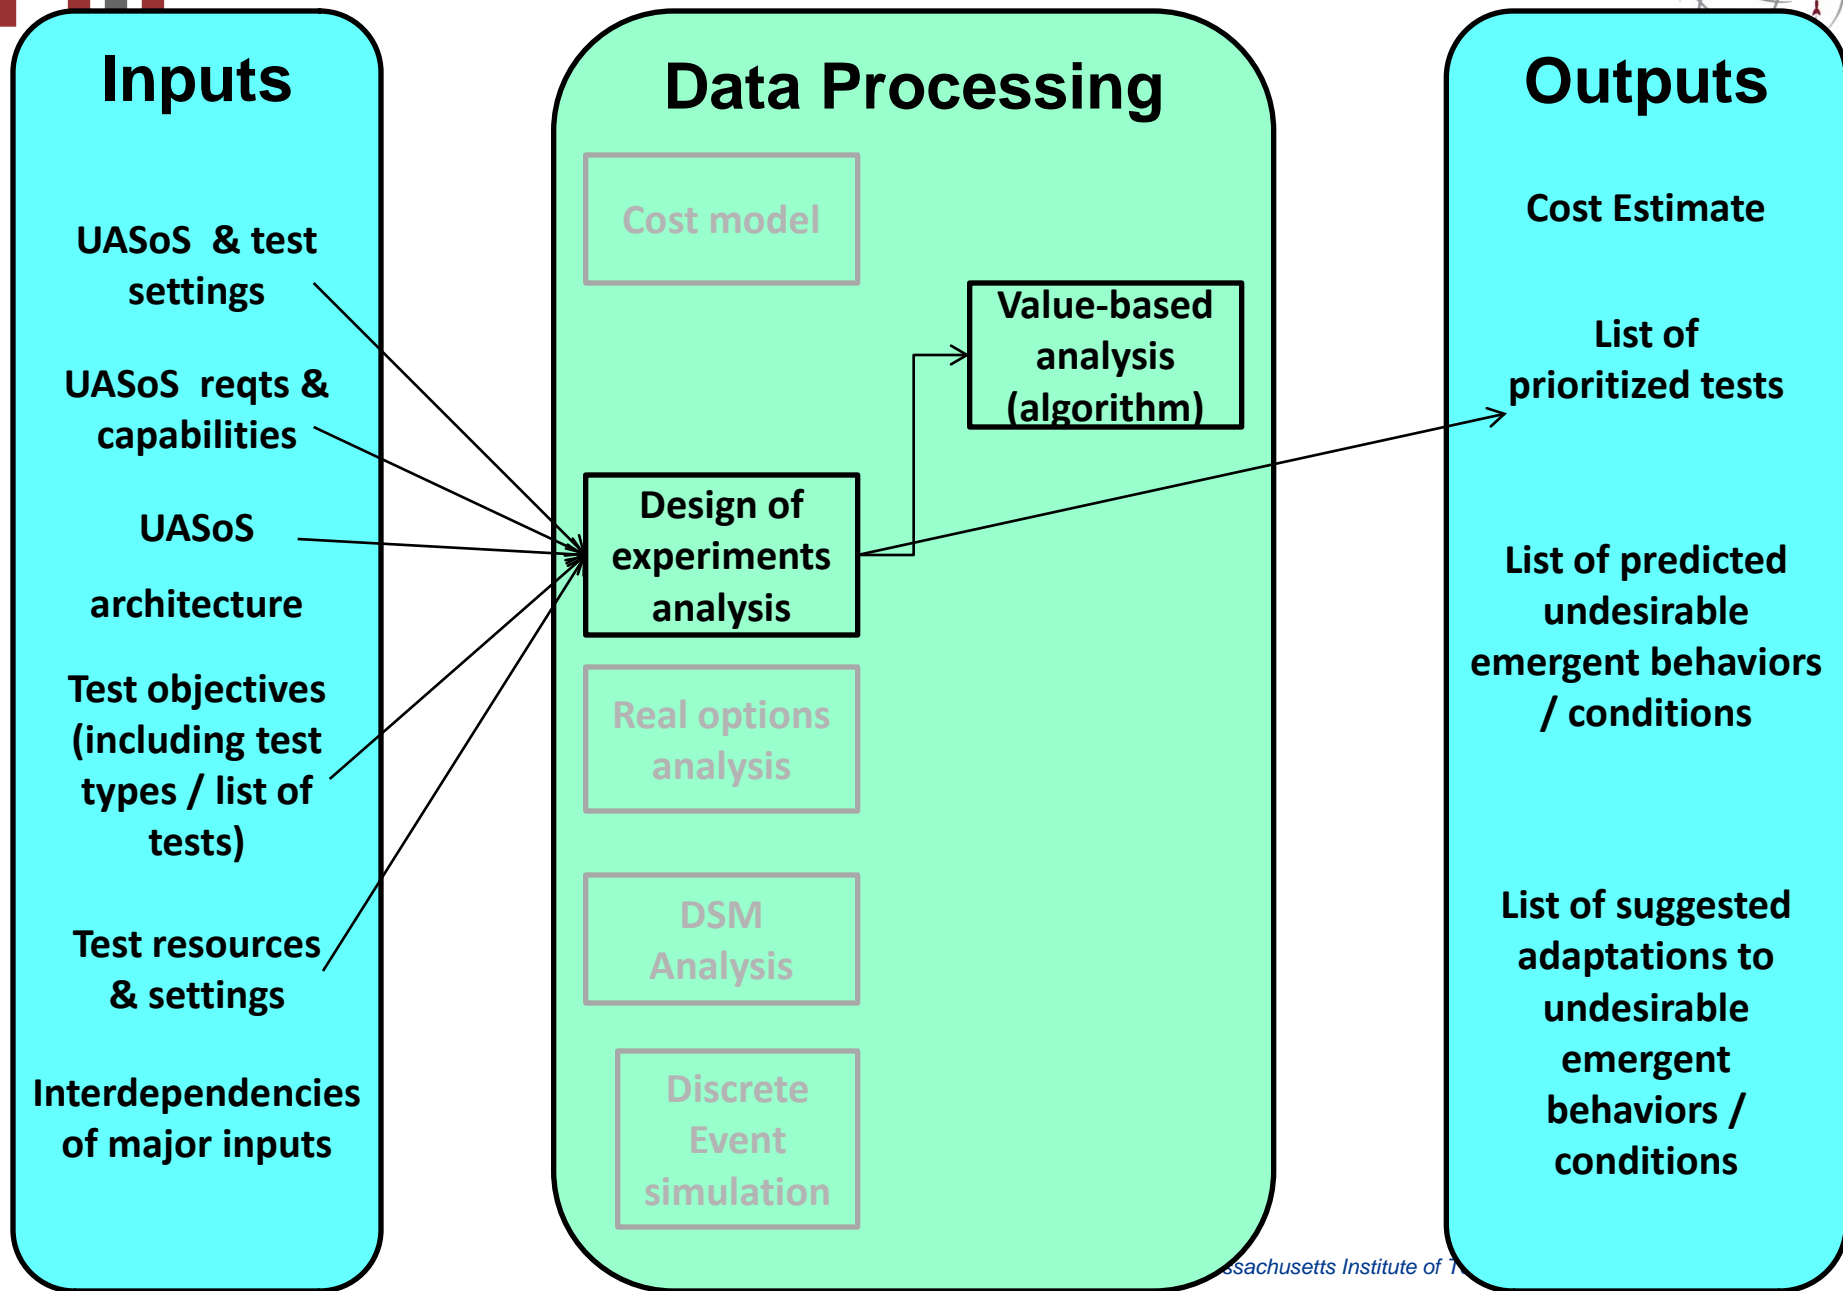 Inputs
UASoS & test
settings
UASoS reqts &
capabilities
UASoS
architecture
Test objectives
(including test
types / list of
tests)
Test resources
& settings
Interdependencies
of major inputs
Data Processing
Cost model
Value-based
analysis
(algorithm)
Design of
experiments
analysis
Real options
analysis
DSM
Analysis
Discrete
Event
simulation
Outputs
Cost Estimate
List of
prioritized tests
List of predicted
undesirable
emergent behaviors
/ conditions
List of suggested
adaptations to
undesirable
emergent
behaviors /
conditions
Institute of